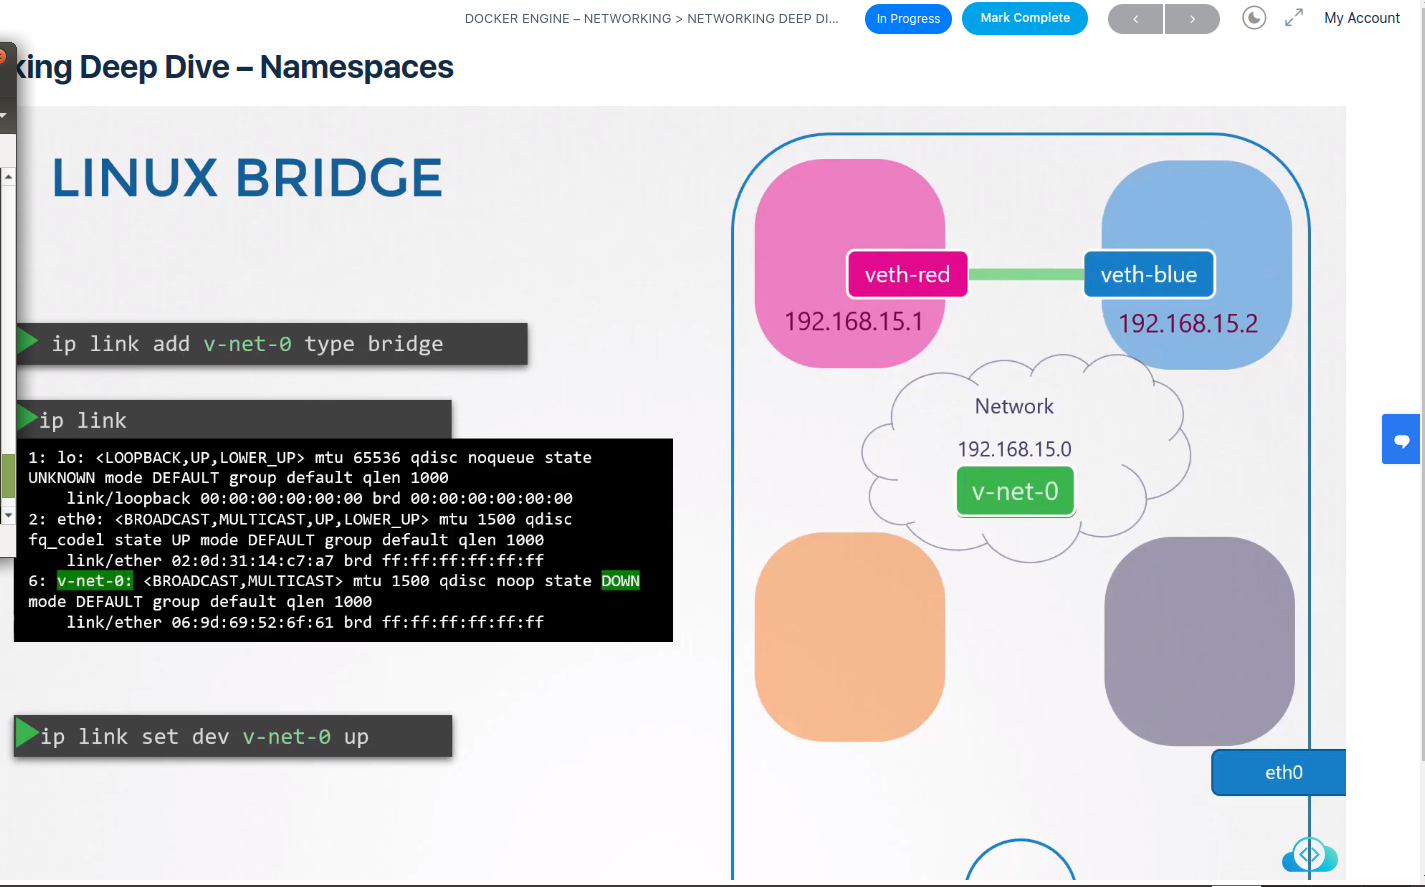 DOCKER ENGINE – NETWORKING > NETWORKING DEEP DI...
In Progress
Mark Complete
My Account
king Deep Dive – Namespaces
LINUX BRIDGE
ip link add v-net-0 type bridge
ip link
1: lo: <LOOPBACK,UP,LOWER_UP> mtu 65536 qdisc noqueue state
UNKNOWN mode DEFAULT group default qlen 1000
link/loopback 00:00:00:00:00:00 brd 00:00:00:00:00:00
2: eth0: <BROADCAST,MULTICAST,UP,LOWER_UP> mtu 1500 qdisc
fq_codel state UP mode DEFAULT group default qlen 1000
link/ether 02:0d:31:14:c7:a7 brd ff:ff:ff:ff:ff:ff
6: v-net-0: <BROADCAST,MULTICAST> mtu 1500 qdisc noop state DOWN
mode DEFAULT group default qlen 1000
link/ether 06:9d:69:52:6f:61 brd ff:ff:ff:ff:ff:ff
ip link set dev v-net-0 up
veth-red
veth-blue
192.168.15.1
192.168.15.2
Network
192.168.15.0
v-net-0
eth0